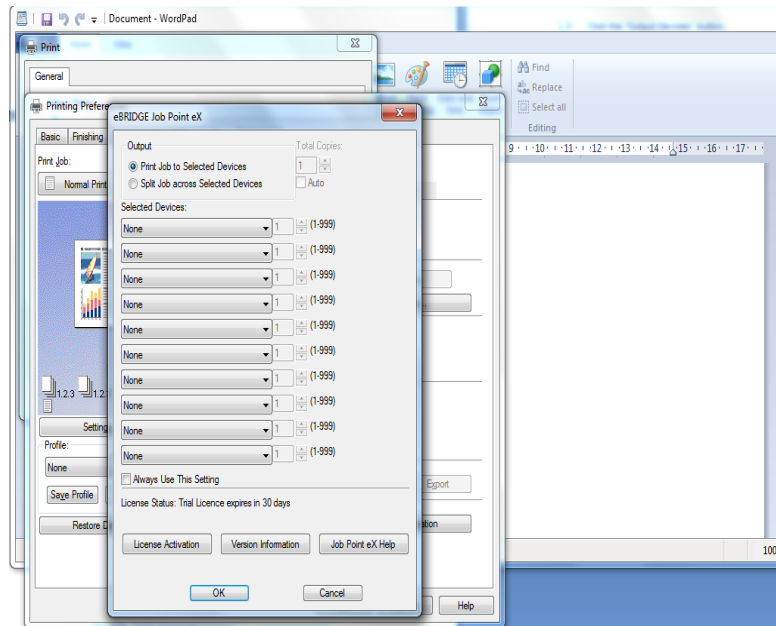 Document - WordPad
Print
General
Find
Replace
Select all
Editing
9 10 11 12 13 14 15 16 17
Printing Prefere
Basic Finishing
Print Job:
Normal Print
1.2.3 1.2.
Setting
Profile:
None
Save Profile
Restore D
Export
ation
Help
100
eBRIDGE Job Point eX
Output
Total Copies:
Print Job to Selected Devices
1
Split Job across Selected Devices
Auto
Selected Devices:
None 1 (1-999)
None 1 (1-999)
None 1 (1-999)
None 1 (1-999)
None 1 (1-999)
None 1 (1-999)
None 1 (1-999)
None 1 (1-999)
None 1 (1-999)
None 1 (1-999)
Always Use This Setting
License Status: Trial Licence expires in 30 days
License Activation Version Information Job Point eX Help
OK Cancel